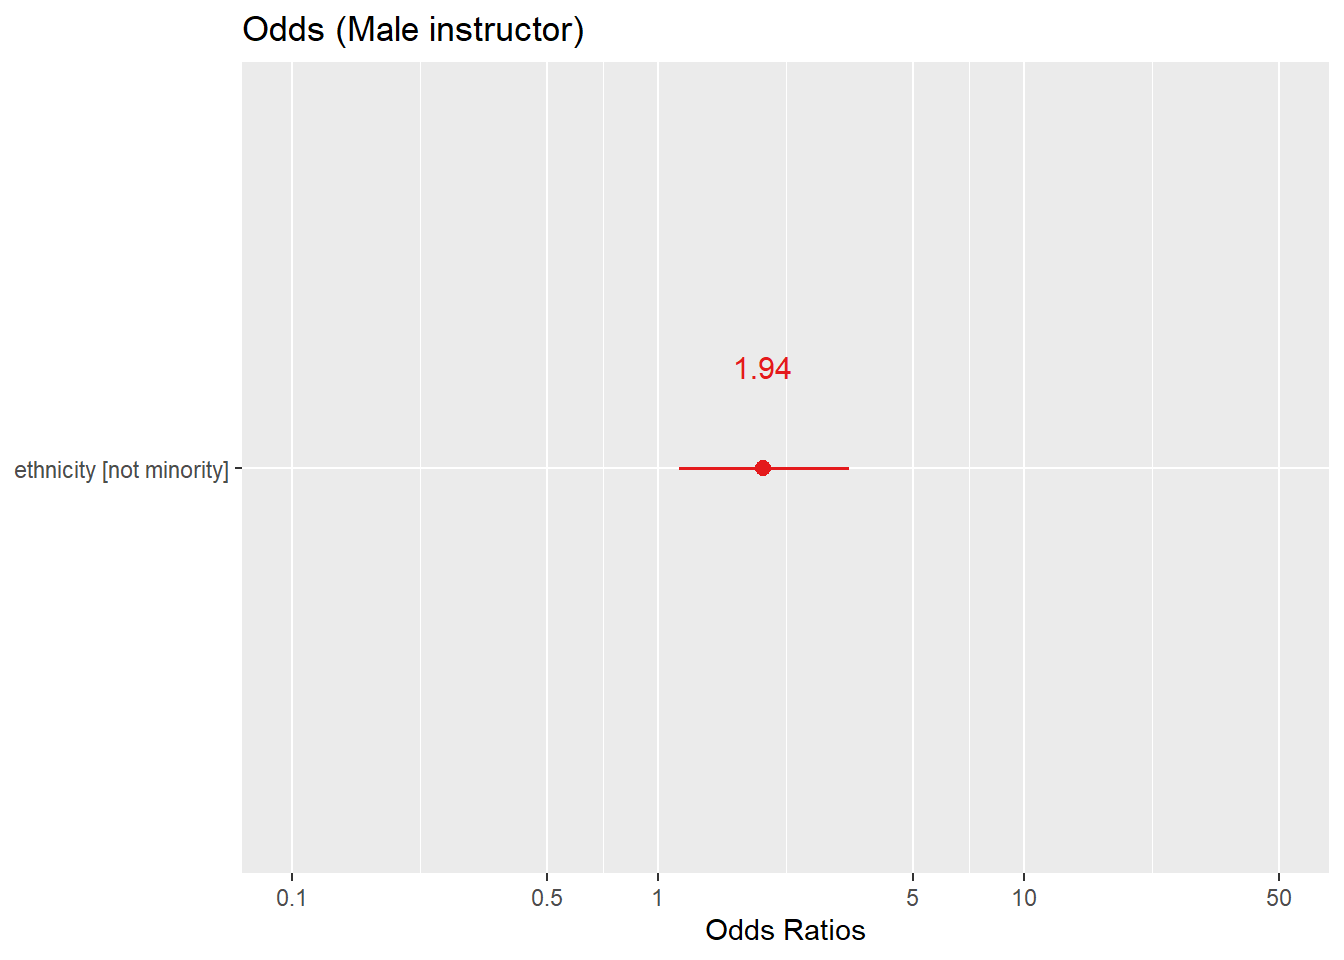 Odds (Male instructor)
1.94
ethnicity [not minority]
0.1 0.5 1 5 10 50
Odds Ratios